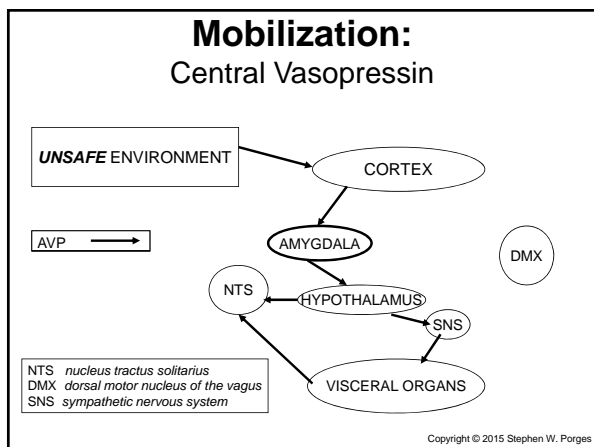 Mobilization:
Central Vasopressin
UNSAFE ENVIRONMENT
CORTEX
AVP
AMYGDALA
DMX
NTS
HYPOTHALAMUS
SNS
VISCERAL ORGANS
NTS nucleus tractus solitarius
DMX dorsal motor nucleus of the vagus
SNS sympathetic nervous system
Copyright © 2015 Stephen W. Porges